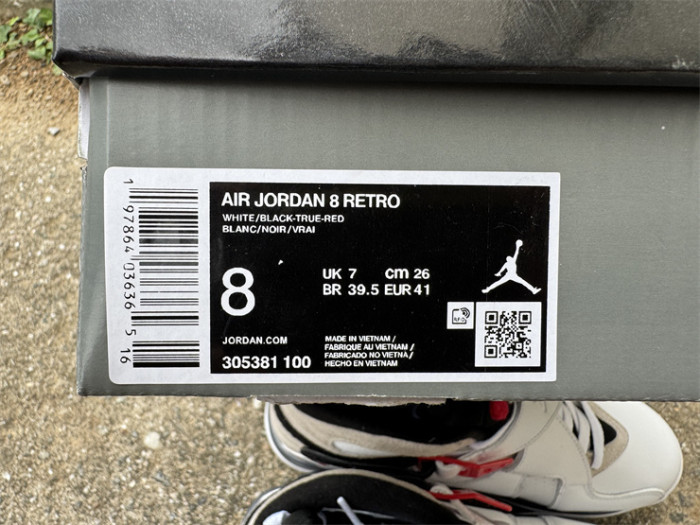 AIR JORDAN 8 RETRO
WHITE/BLACK-TRUE-RED
BLANC/NOIR/VRAI
8
UK 7 cm 26
BR 39.5 EUR 41
JORDAN.COM
305381 100
MADE IN VIETNAM /
FABRIQUE AU VIETNAM /
FABRICADO NO VIETNA /
HECHO EN VIETNAM
1 97864 03636 5 16